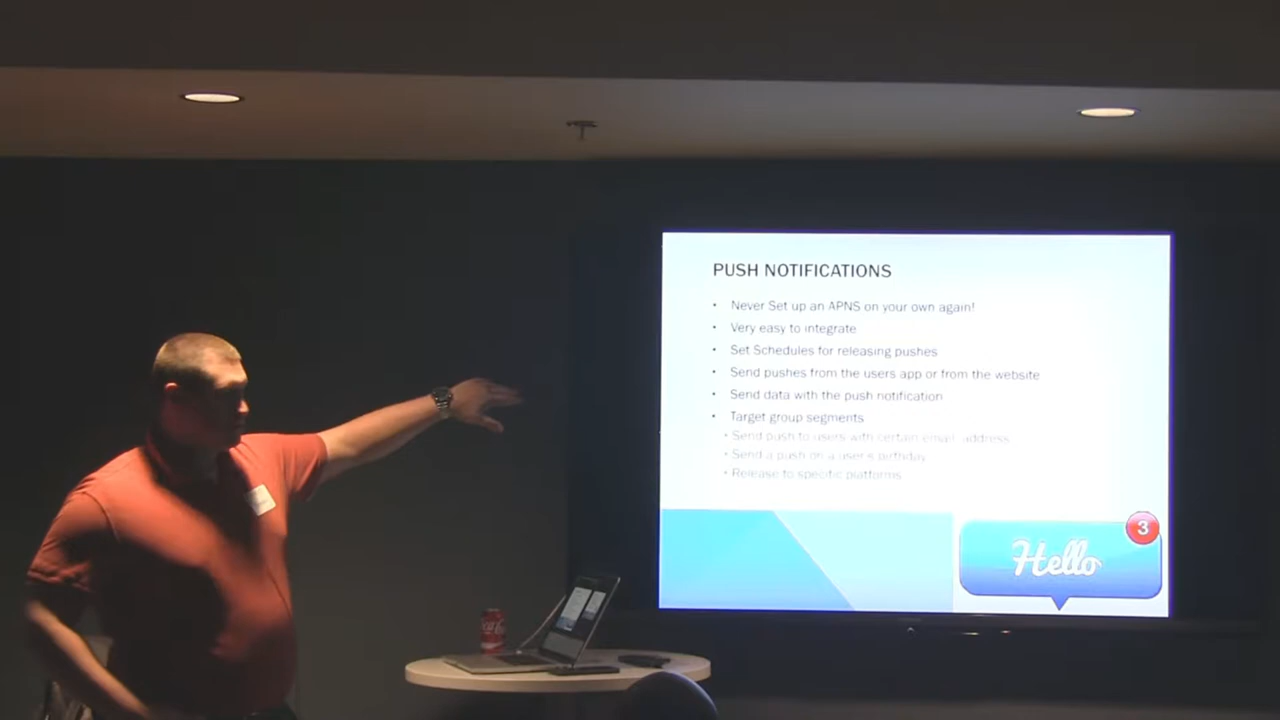 PUSH NOTIFICATIONS
• Never Set up an APNS on your own again!
• Very easy to integrate
• Set Schedules for releasing pushes
• Send pushes from the users app or from the website
• Send data with the push notification
• Target group segments
• Send push to users with certain email address
• Send a push on a user's birthday
• Release to specific platforms
3
Hello